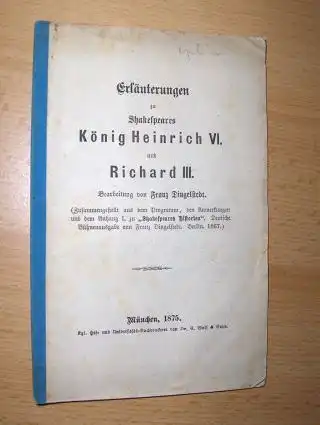 Erläuterungen
zu
Shakespeares
König Heinrich VI.
und
Richard III.
Bearbeitung von Franz Dingelstedt.
(Zusammengestellt aus dem Programme, den Anmerkungen
und dem Anhang I. zu „Shakespeares Historien“. Deutsche
Bühnenausgabe von Franz Dingelstedt. Berlin. 1867.)
München, 1875.
Kgl. Hof- und Universitäts-Buchdruckerei von Dr. C. Wolf & Sohn.